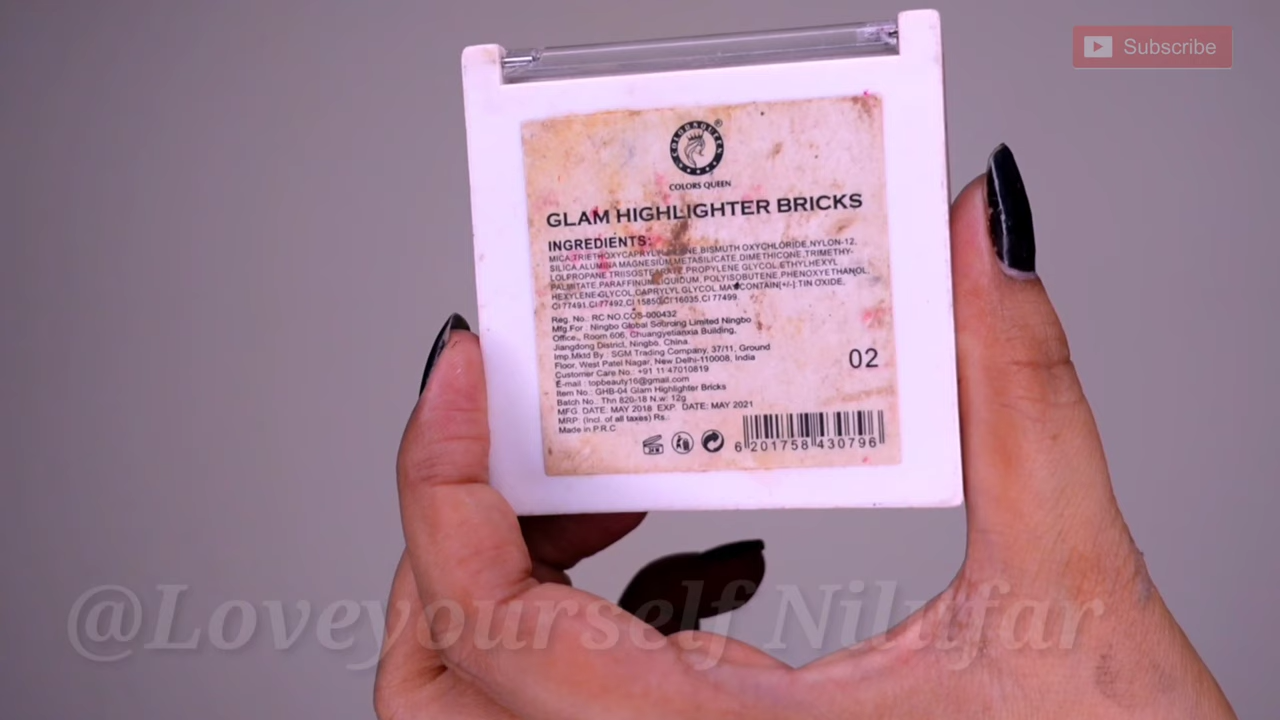 Subscribe
COLORS QUEEN
COLORS QUEEN
GLAM HIGHLIGHTER BRICKS
INGREDIENTS:
MICA,TRIETHOXYCAPRYLYLSILANE,BISMUTH OXYCHLORIDE,NYLON-12,
SILICA,ALUMINA MAGNESIUM METASILICATE,DIMETHICONE,TRIMETHY-
LOLPROPANE,TRIISOSTEARATE,PROPYLENE GLYCOL,ETHYLHEXYL
PALMITATE,PARAFFINUM LIQUIDUM, POLYISOBUTENE,PHENOXYETHANOL,
HEXYLENE GLYCOL,CAPRYLYL GLYCOL.MAY CONTAIN[+/-]:TIN OXIDE,
CI 77491,CI 77492,CI 15850,CI 16035,CI 77499.
Reg. No.: RC NO.COS-000432
Mfg.For : Ningbo Global Sourcing Limited Ningbo
Office., Room 606, Chuangyetianxia Building,
Jiangdong District, Ningbo, China.
Imp.Mktd By : SGM Trading Company, 37/11, Ground
Floor, West Patel Nagar, New Delhi-110008, India
Customer Care No.: +91 11 47010819
E-mail : topbeauty16@gmail.com
Item No.: GHB-04 Glam Highlighter Bricks
Batch No.: Thn 820-18 N.w: 12g
MFG. DATE: MAY 2018 EXP. DATE: MAY 2021
MRP: (Incl. of all taxes) Rs.:
Made in P.R.C
02
6 201758 430796
@Loveyourself Nilufar